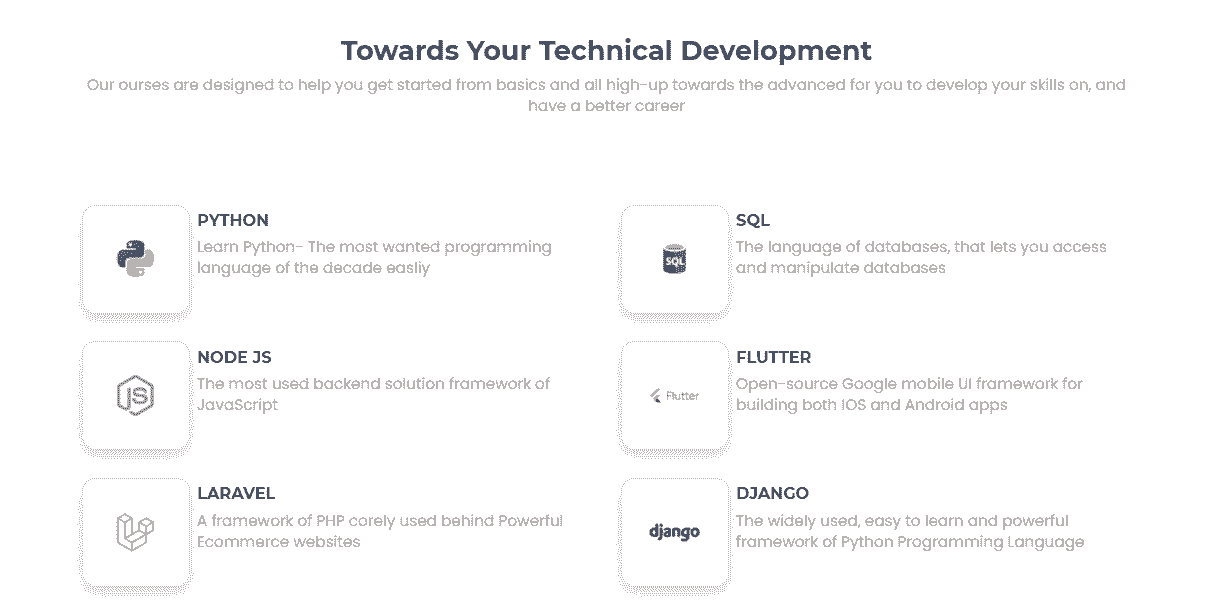 Towards Your Technical Development
Our ourses are designed to help you get started from basics and all high-up towards the advanced for you to develop your skills on, and
have a better career
PYTHON
Learn Python- The most wanted programming
language of the decade easliy
SQL
SQL
The language of databases, that lets you access
and manipulate databases
JS
NODE JS
The most used backend solution framework of
JavaScript
Flutter
FLUTTER
Open-source Google mobile UI framework for
building both IOS and Android apps
LARAVEL
A framework of PHP corely used behind Powerful
Ecommerce websites
django
DJANGO
The widely used, easy to learn and powerful
framework of Python Programming Language